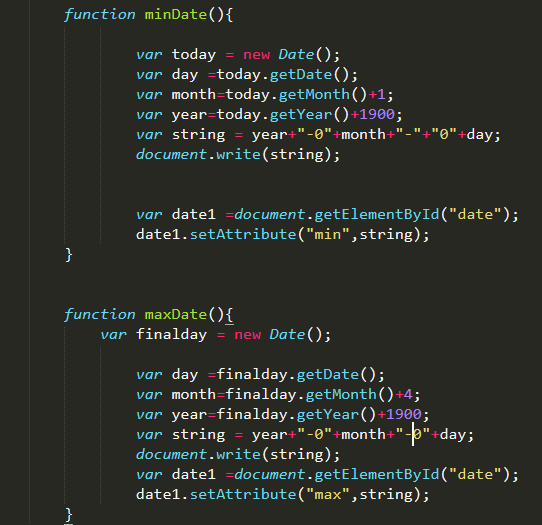 function minDate(){
var today = new Date();
var day =today.getDate();
var month=today.getMonth()+1;
var year=today.getYear()+1900;
var string = year+"-0"+month+"-"+"0"+day;
document.write(string);
var date1 =document.getElementById("date");
date1.setAttribute("min",string);
}
function maxDate(){
var finalday = new Date();
var day =finalday.getDate();
var month=finalday.getMonth()+4;
var year=finalday.getYear()+1900;
var string = year+"-0"+month+"-0"+day;
document.write(string);
var date1 =document.getElementById("date");
date1.setAttribute("max",string);
}